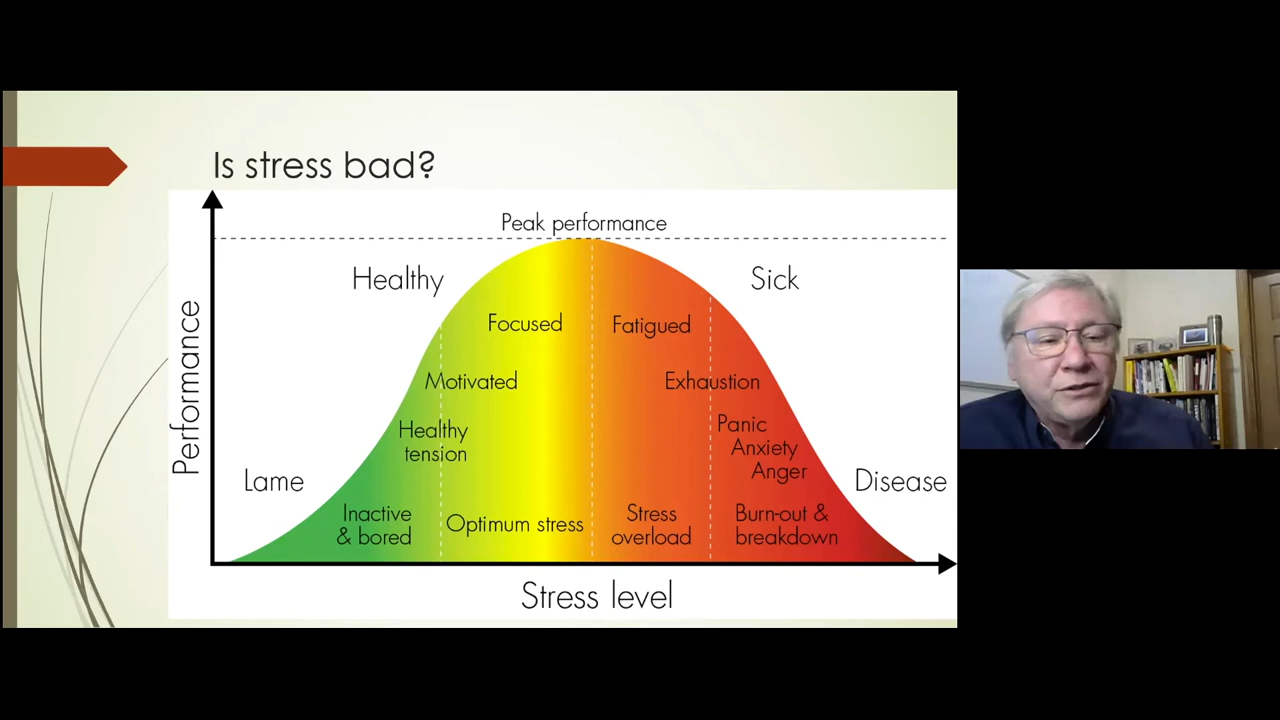 Is stress bad?
Peak performance
Healthy
Sick
Focused
Fatigued
Motivated
Exhaustion
Healthy
tension
Panic
Anxiety
Anger
Lame
Disease
Inactive
& bored
Optimum stress
Stress
overload
Burn-out &
breakdown
Performance
Stress level